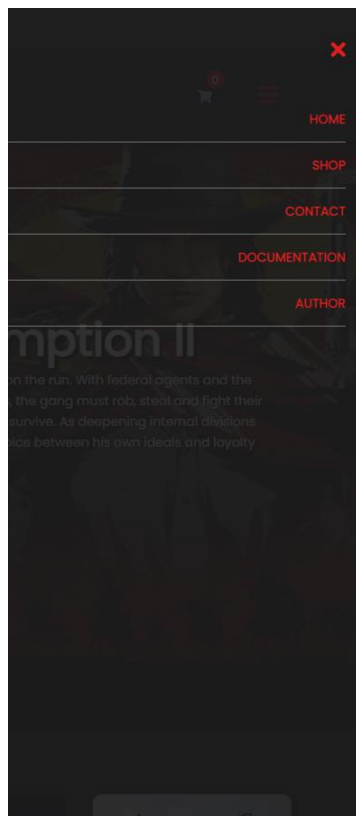 0
HOME
SHOP
CONTACT
DOCUMENTATION
AUTHOR
mption II
on the run. With federal agents and the
the gang must rob, steal and fight their
survive. As deepening internal divisions
between his own ideals and loyalty